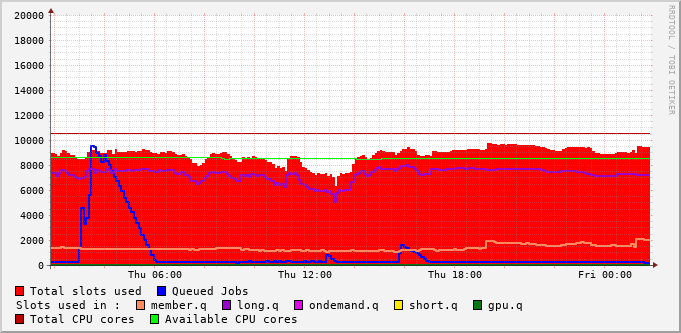 20000
18000
16000
14000
12000
10000
8000
6000
4000
2000
0
Thu 06:00 Thu 12:00 Thu 18:00 Fri 00:00
RRDTOOL / TOBI OETIKER
Total slots used Queued Jobs
Slots used in : member.q long.q ondemand.q short.q gpu.q
Total CPU cores Available CPU cores